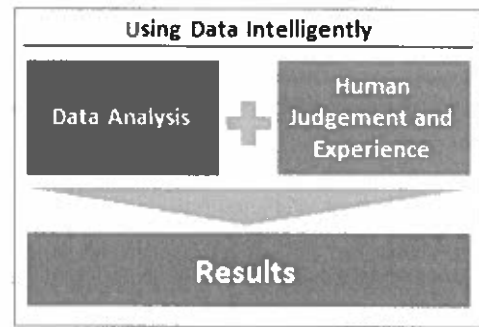 Using Data Intelligently
Data Analysis
Human
Judgement and
Experience
Results